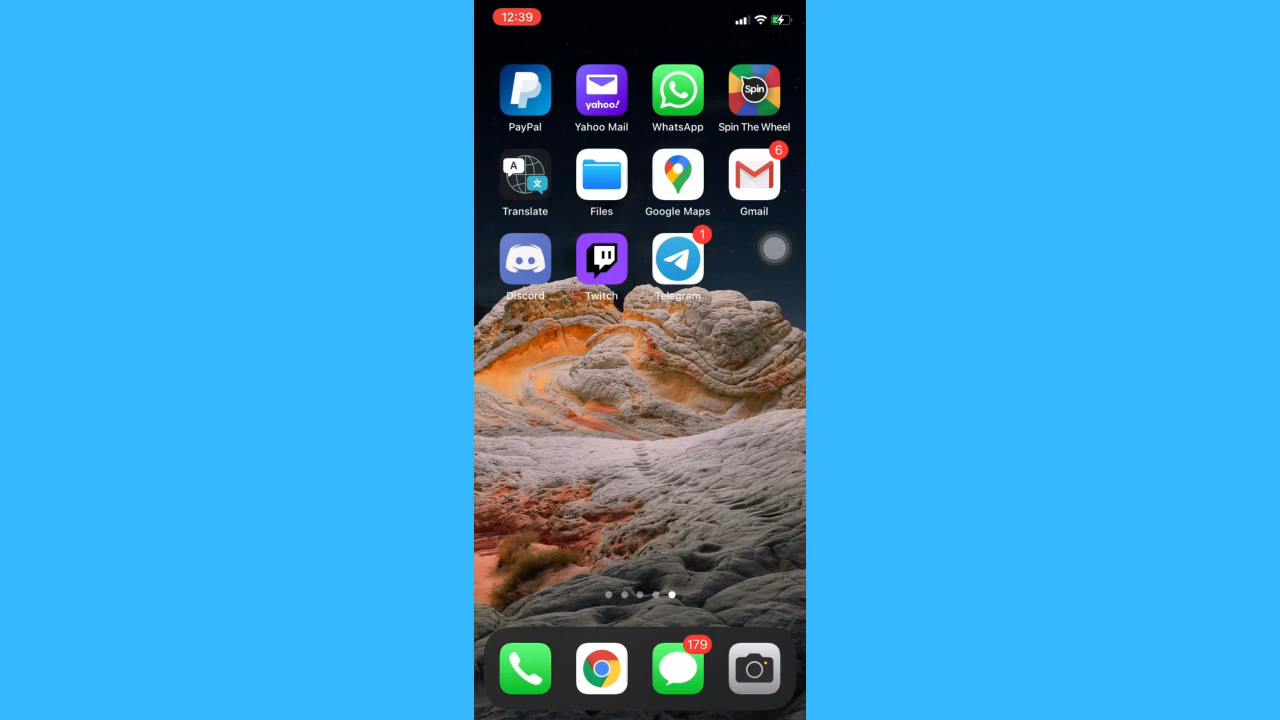 12:39
yahoo!
Spin
PayPal
Yahoo Mail
WhatsApp
Spin The Wheel
A
文
6
Translate
Files
Google Maps
Gmail
1
Discord
Twitch
Telegram
179